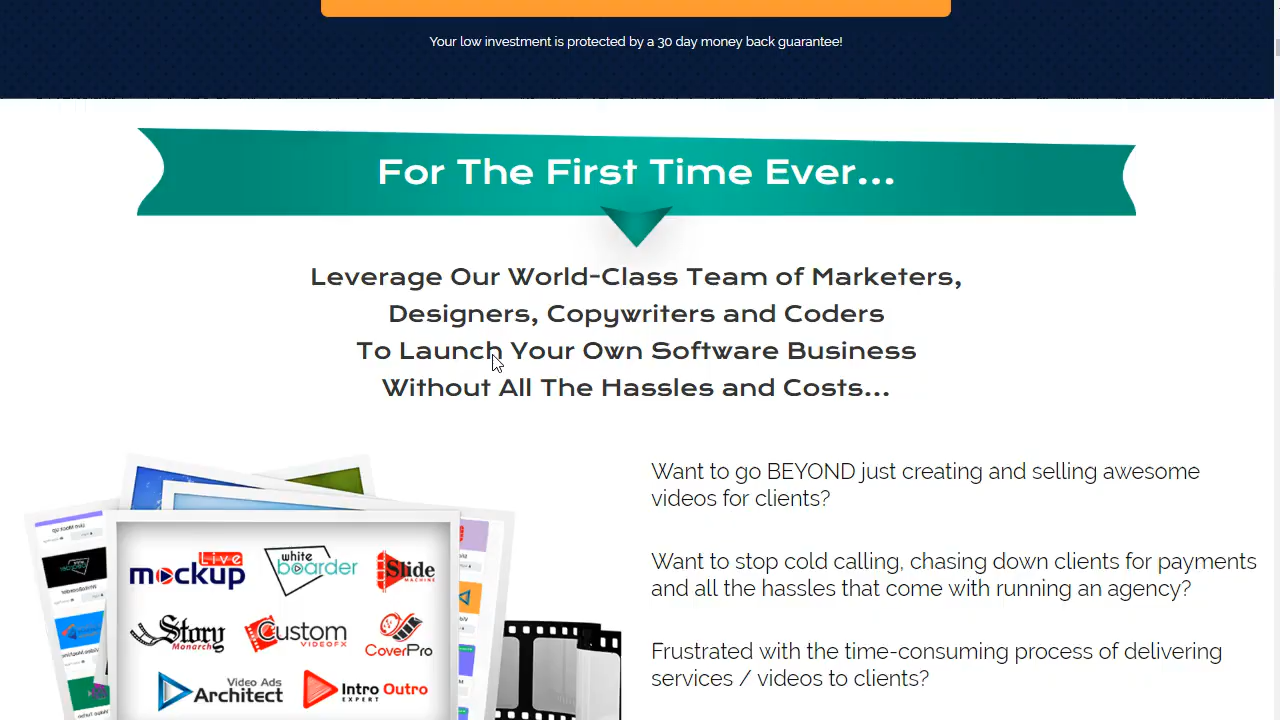 Your low investment is protected by a 30 day money back guarantee!
For The First Time Ever...
Leverage Our World-Class Team of Marketers,
Designers, Copywriters and Coders
To Launch Your Own Software Business
Without All The Hassles and Costs...
Want to go BEYOND just creating and selling awesome
videos for clients?
Want to stop cold calling, chasing down clients for payments
and all the hassles that come with running an agency?
Frustrated with the time-consuming process of delivering
services / videos to clients?
Live
mockup
white
boarder
Slide
MACHINE
Story
Monarch
Custom
VIDEOFX
CoverPro
Video Ads
Architect
Intro Outro
EXPERT